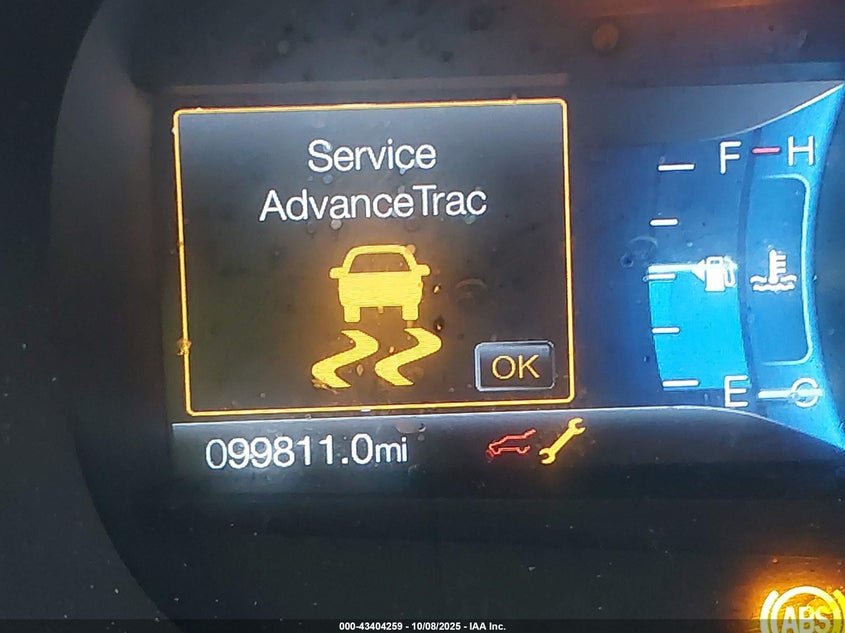 Service
AdvanceTrac
OK
F H
E C
099811.0mi
ABS
000-43404259 - 10/08/2025 - IAA Inc.